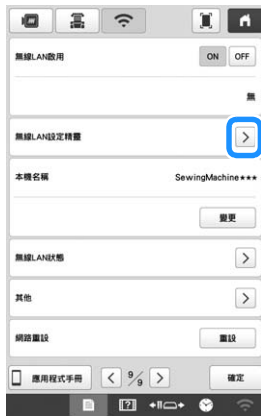 無線LAN啟用
ON OFF
無
無線LAN設定精靈
本機名稱
SewingMachine***
變更
無線LAN狀態
其他
網路重設
重設
應用程式手冊
9/9
確定